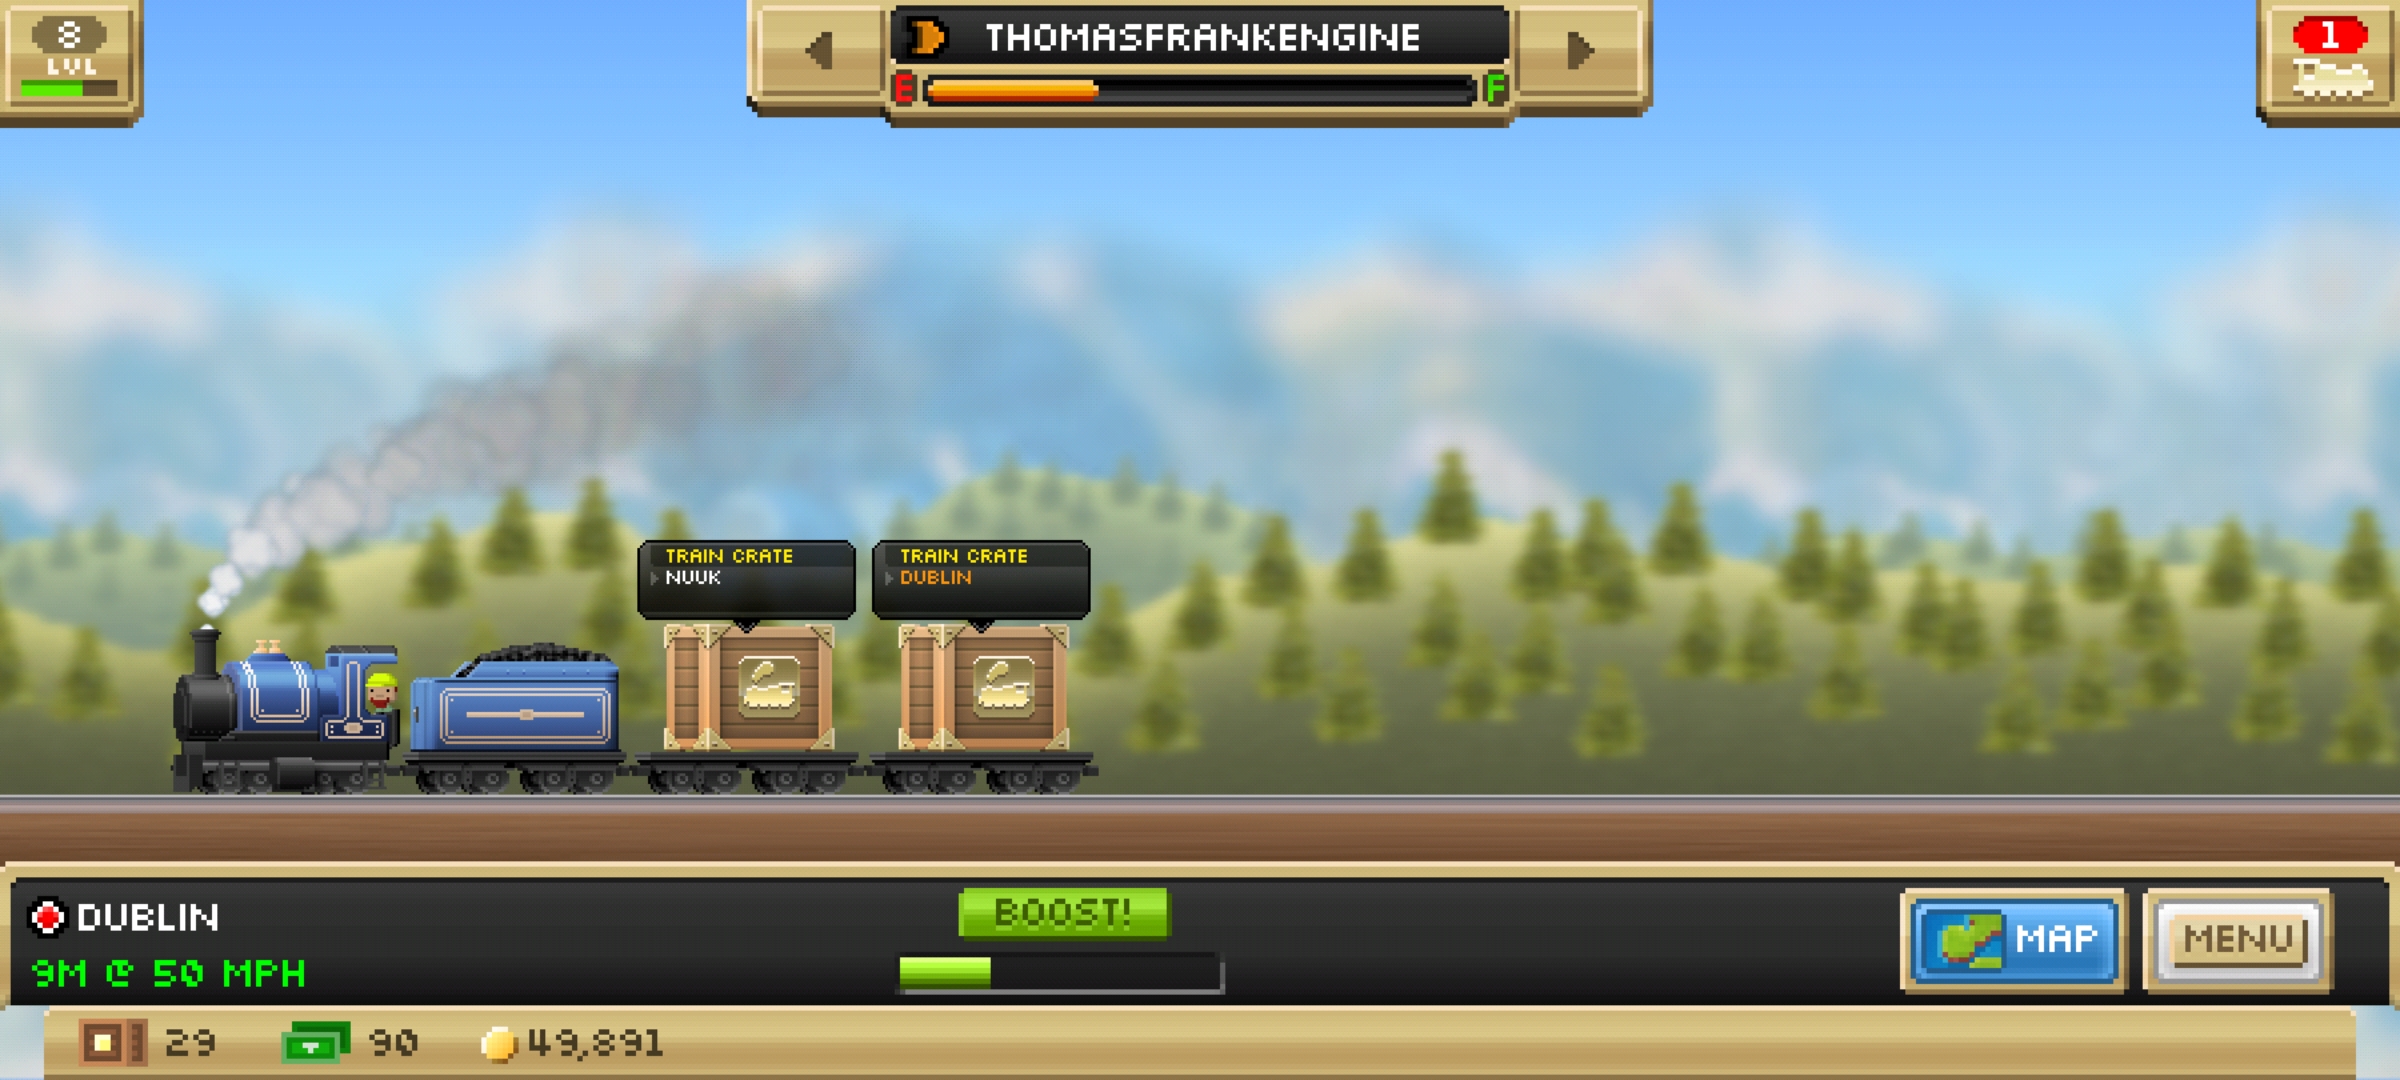 8
LVL
THOMASFRANKENGINE
E F
1
TRAIN CRATE
NUUK
TRAIN CRATE
DUBLIN
DUBLIN
9M @ 50 MPH
BOOST!
MAP
MENU
29
90
49,891